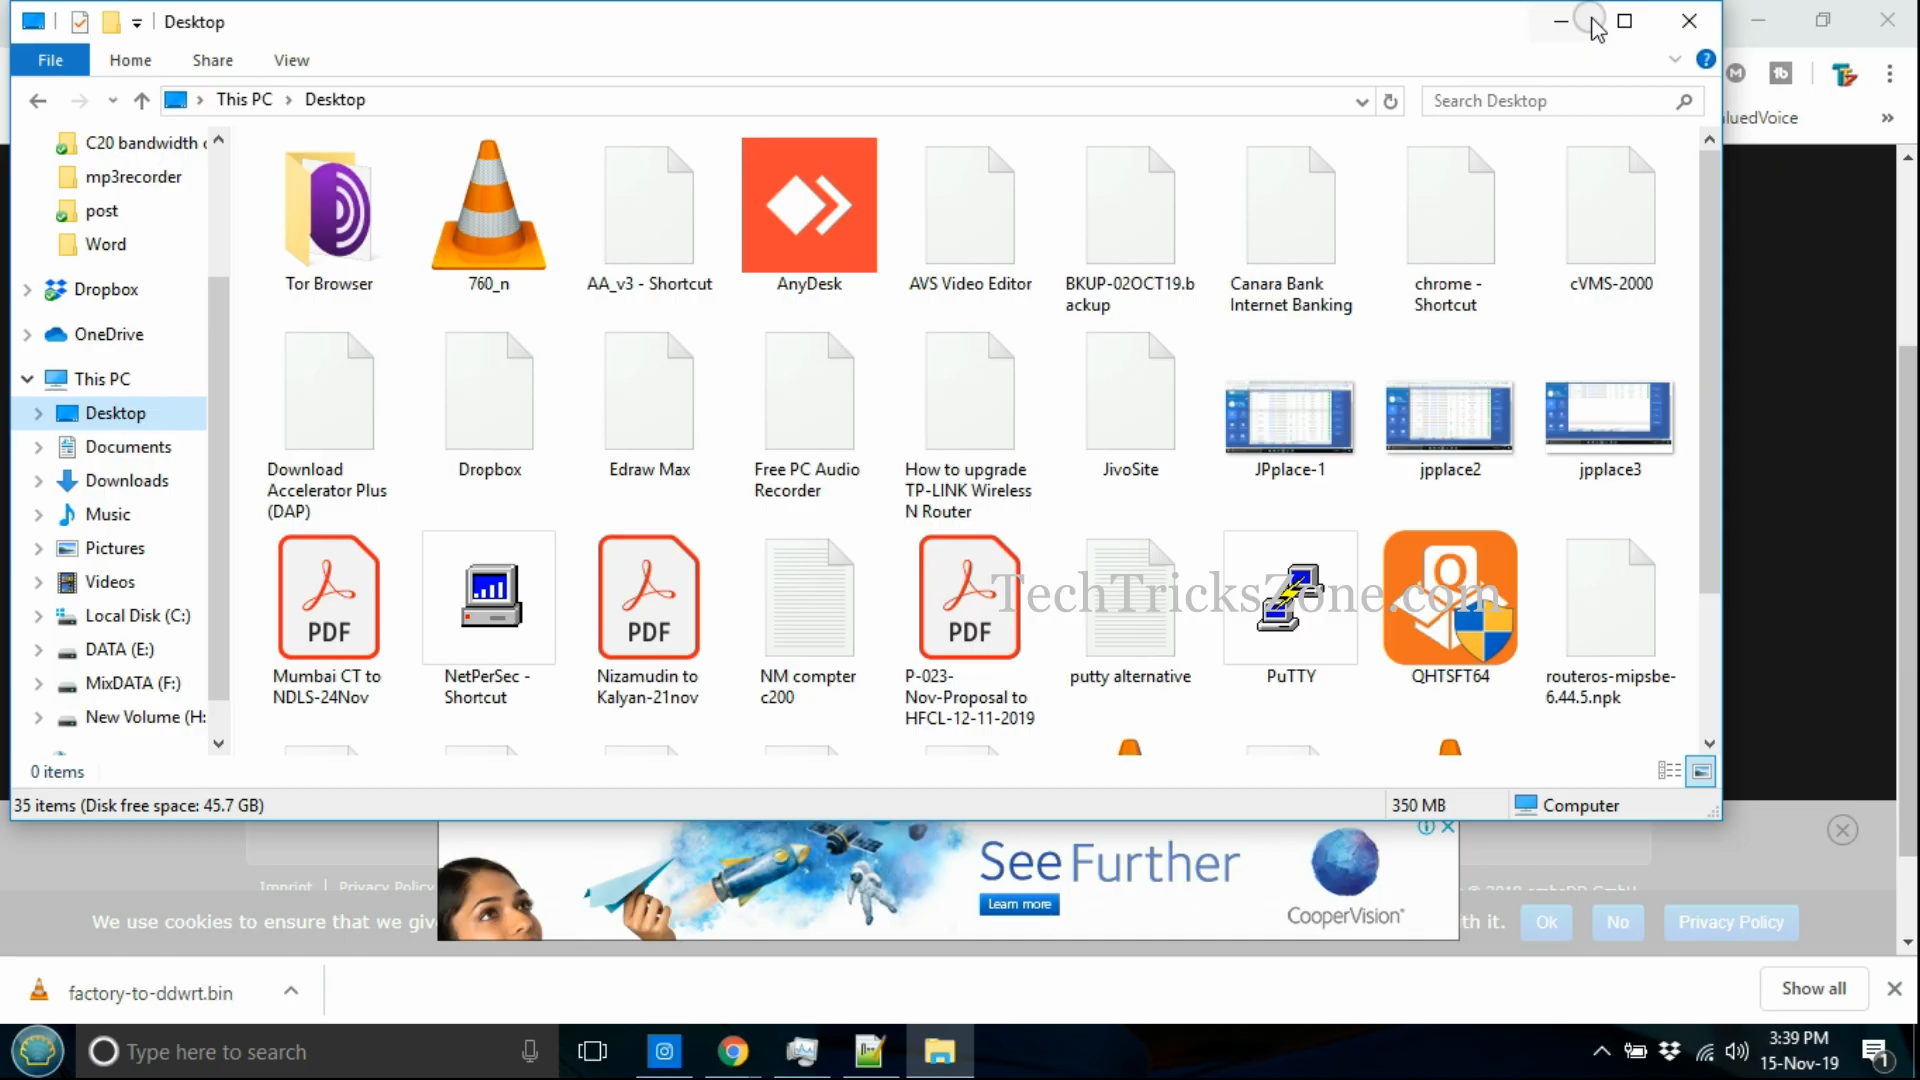 Desktop
File Home Share View
This PC Desktop
Search Desktop
C20 bandwidth
mp3recorder
post
Word
Dropbox
OneDrive
This PC
Desktop
Documents
Downloads
Music
Pictures
Videos
Local Disk (C:)
DATA (E:)
MixDATA (F:)
New Volume (H:
Tor Browser
760_n
AA_v3 - Shortcut
AnyDesk
AVS Video Editor
BKUP-02OCT19.b
ackup
Canara Bank
Internet Banking
chrome -
Shortcut
cVMS-2000
Download
Accelerator Plus
(DAP)
Dropbox
Edraw Max
Free PC Audio
Recorder
How to upgrade
TP-LINK Wireless
N Router
JivoSite
JPplace-1
jpplace2
jpplace3
PDF
Mumbai CT to
NDLS-24Nov
NetPerSec -
Shortcut
PDF
Nizamudin to
Kalyan-21nov
NM compter
c200
PDF
P-023-
Nov-Proposal to
HFCL-12-11-2019
putty alternative
PuTTY
QHTSFT64
routeros-mipsbe-
6.44.5.npk
TechTricksZone.com
0 items
35 items (Disk free space: 45.7 GB)
350 MB
Computer
luedVoice
See Further
Learn more
CooperVision
Imprint | Privacy Policy
We use cookies to ensure that we giv
th it.
Ok
No
Privacy Policy
factory-to-ddwrt.bin
Show all
Type here to search
3:39 PM
15-Nov-19
1